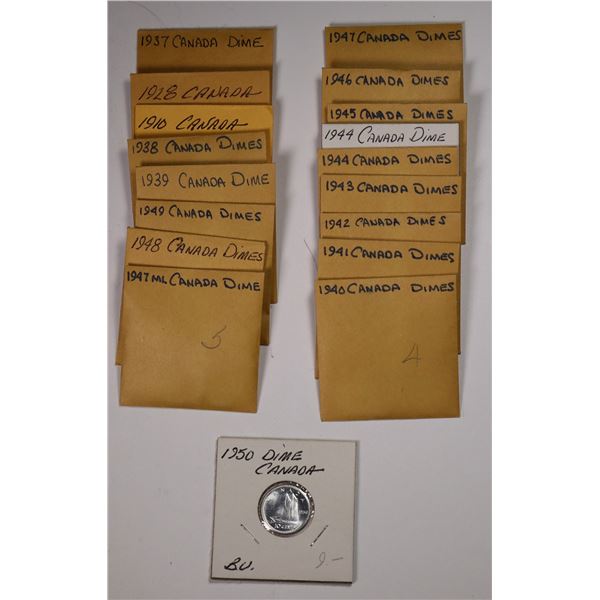 1937 CANADA DIME
1928 CANADA
1910 CANADA
1938 CANADA DIMES
1939 CANADA DIME
1949 CANADA DIMES
1948 CANADA DIMES
1947 ML CANADA DIME
5
1947 CANADA DIMES
1946 CANADA DIMES
1945 CANADA DIMES
1944 CANADA DIME
1944 CANADA DIMES
1943 CANADA DIMES
1942 CANADA DIMES
1941 CANADA DIMES
1940 CANADA DIMES
4
1950 DIME
CANADA
BU.
9-